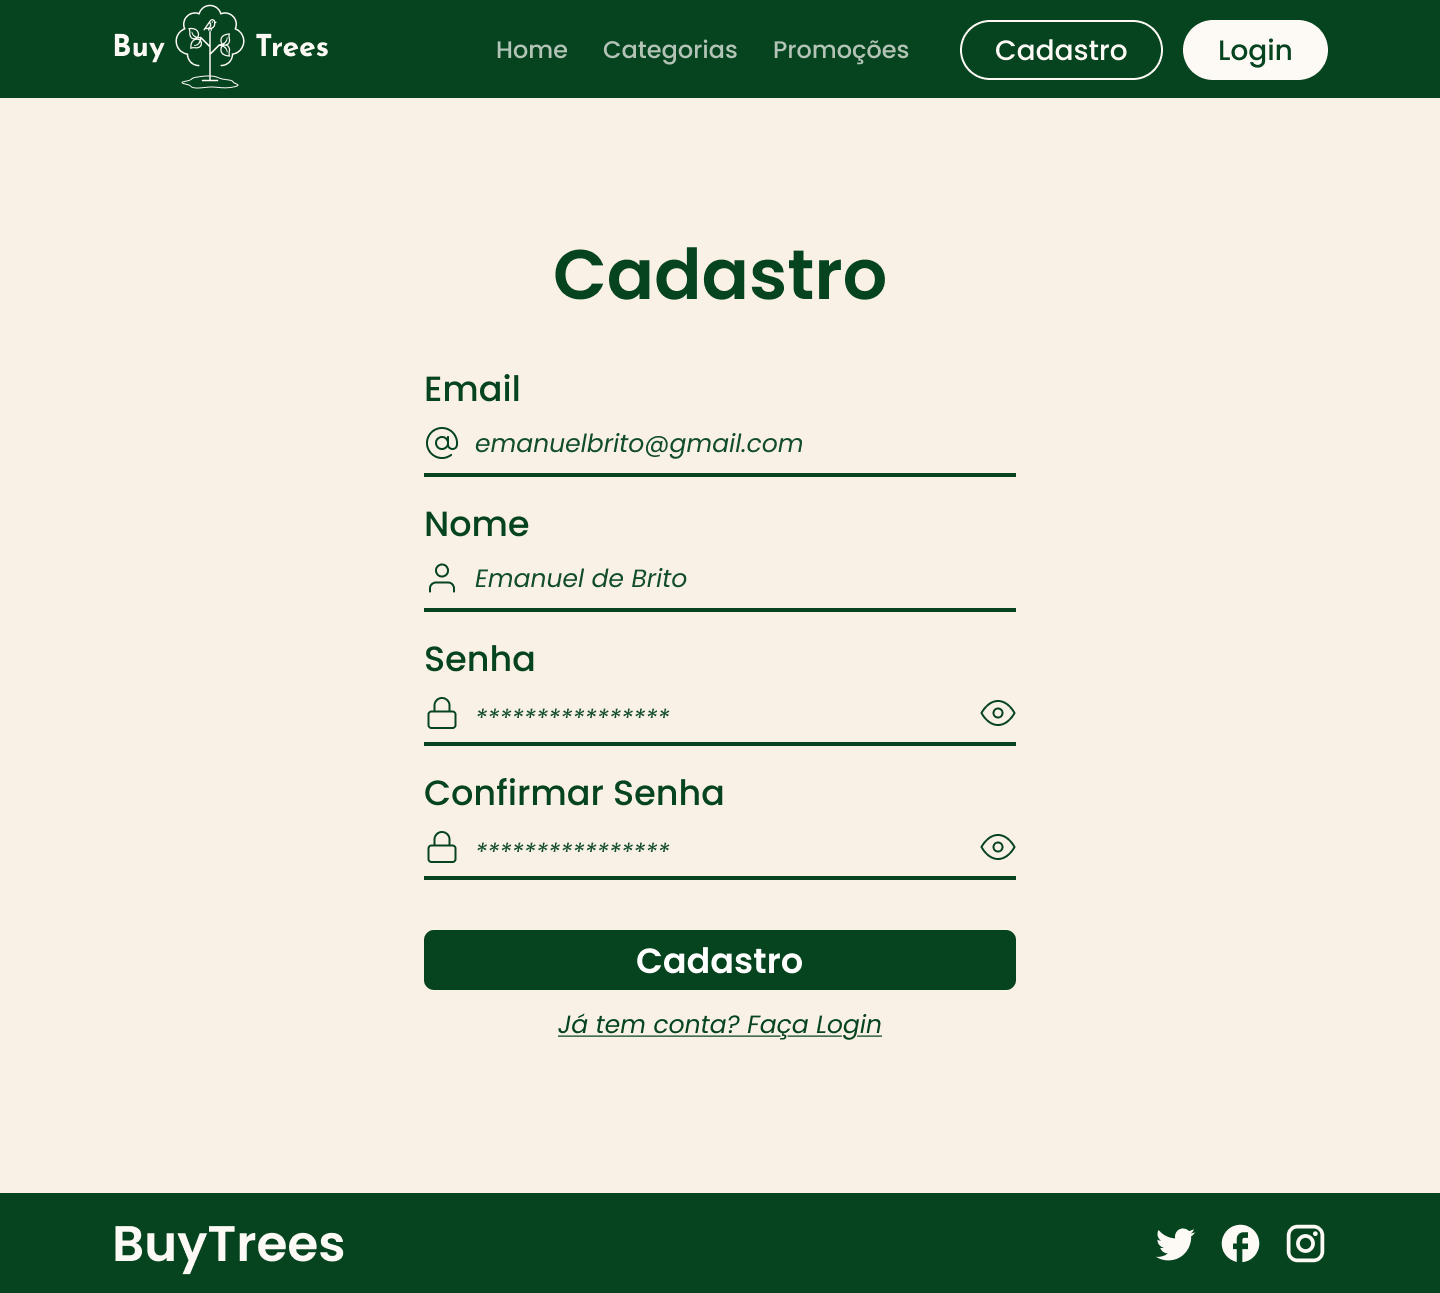 Buy Trees
Home Categorias Promoções Cadastro Login
Cadastro
Email
emanuelbrito@gmail.com
Nome
Emanuel de Brito
Senha
****************
Confirmar Senha
****************
Cadastro
Já tem conta? Faça Login
BuyTrees